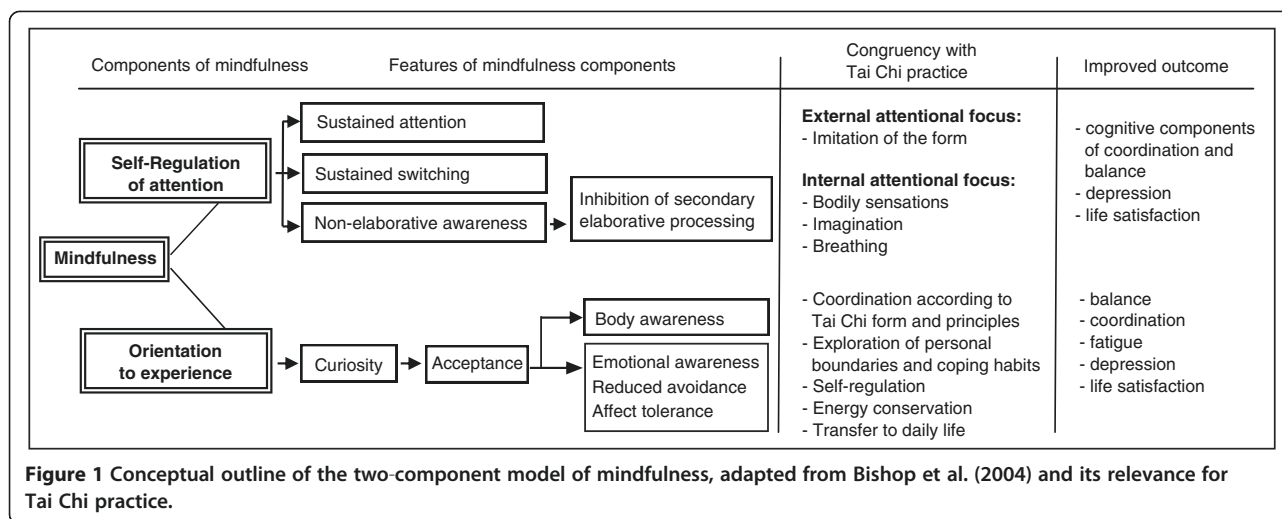 Components of mindfulness
Features of mindfulness components
Congruency with
Tai Chi practice
Improved outcome
Mindfulness
Self-Regulation
of attention
Sustained attention
Sustained switching
Non-elaborative awareness
Inhibition of secondary
elaborative processing
External attentional focus:
- Imitation of the form
Internal attentional focus:
- Bodily sensations
- Imagination
- Breathing
- cognitive components
of coordination and
balance
- depression
- life satisfaction
Orientation
to experience
Curiosity
Acceptance
Body awareness
Emotional awareness
Reduced avoidance
Affect tolerance
- Coordination according to
Tai Chi form and principles
- Exploration of personal
boundaries and coping habits
- Self-regulation
- Energy conservation
- Transfer to daily life
- balance
- coordination
- fatigue
- depression
- life satisfaction
Figure 1 Conceptual outline of the two-component model of mindfulness, adapted from Bishop et al. (2004) and its relevance for
Tai Chi practice.